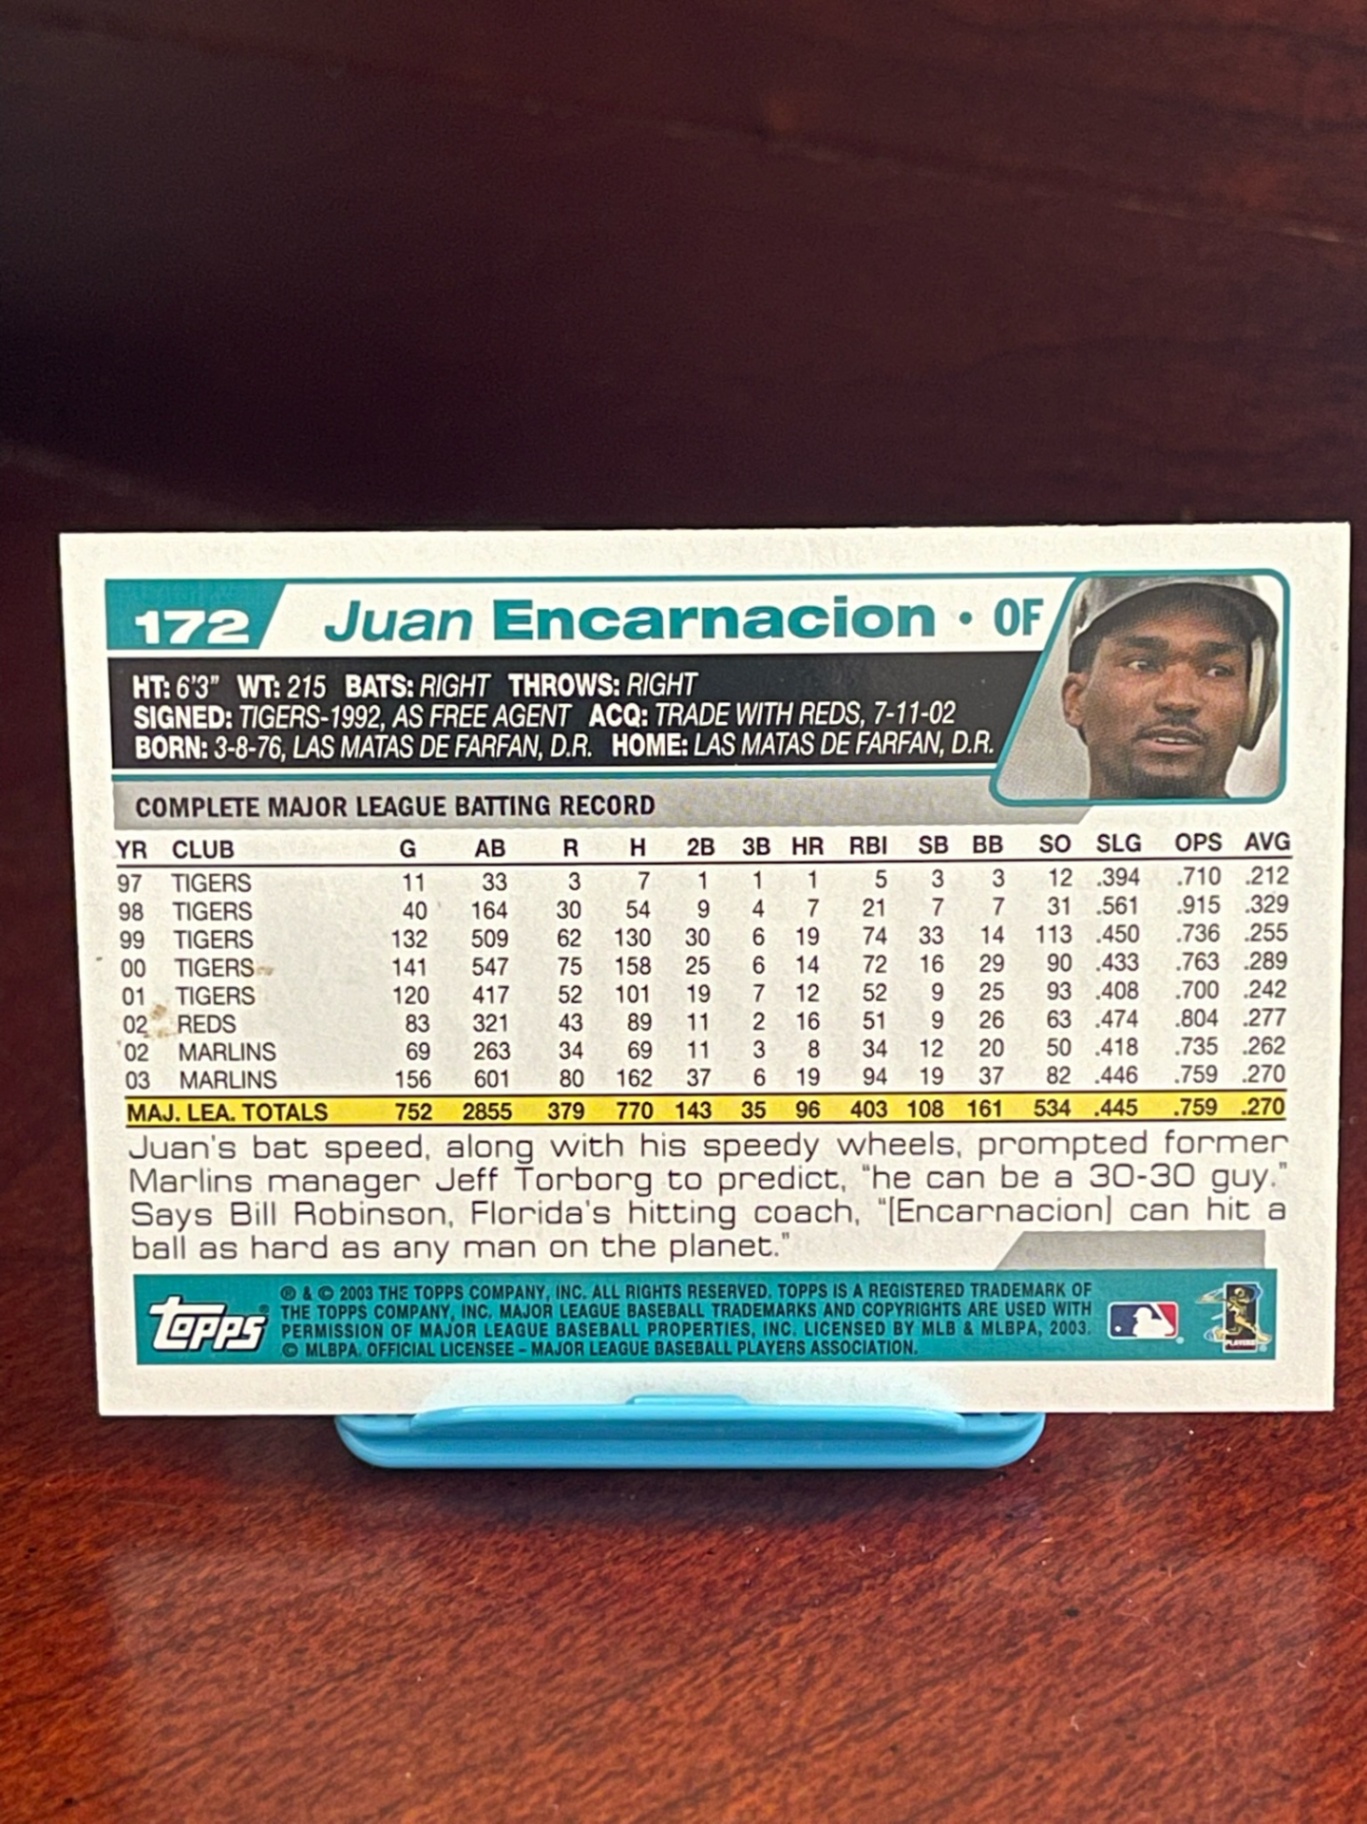 172 Juan Encarnacion • OF
HT: 6'3" WT: 215 BATS: RIGHT THROWS: RIGHT
SIGNED: TIGERS-1992, AS FREE AGENT ACQ: TRADE WITH REDS, 7-11-02
BORN: 3-8-76, LAS MATAS DE FARFAN, D.R. HOME: LAS MATAS DE FARFAN, D.R.
COMPLETE MAJOR LEAGUE BATTING RECORD
YR CLUB G AB R H 2B 3B HR RBI SB BB SO SLG OPS AVG
97 TIGERS 11 33 3 7 1 1 1 5 3 3 12 .394 .710 .212
98 TIGERS 40 164 30 54 9 4 7 21 7 7 31 .561 .915 .329
99 TIGERS 132 509 62 130 30 6 19 74 33 14 113 .450 .736 .255
00 TIGERS 141 547 75 158 25 6 14 72 16 29 90 .433 .763 .289
01 TIGERS 120 417 52 101 19 7 12 52 9 25 93 .408 .700 .242
02 REDS 83 321 43 89 11 2 16 51 9 26 63 .474 .804 .277
02 MARLINS 69 263 34 69 11 3 8 34 12 20 50 .418 .735 .262
03 MARLINS 156 601 80 162 37 6 19 94 19 37 82 .446 .759 .270
MAJ. LEA. TOTALS 752 2855 379 770 143 35 96 403 108 161 534 .445 .759 .270
Juan's bat speed, along with his speedy wheels, prompted former
Marlins manager Jeff Torborg to predict, "he can be a 30-30 guy."
Says Bill Robinson, Florida's hitting coach, "[Encarnacion] can hit a
ball as hard as any man on the planet."
Topps ®
® & © 2003 THE TOPPS COMPANY, INC. ALL RIGHTS RESERVED. TOPPS IS A REGISTERED TRADEMARK OF
THE TOPPS COMPANY, INC. MAJOR LEAGUE BASEBALL TRADEMARKS AND COPYRIGHTS ARE USED WITH
PERMISSION OF MAJOR LEAGUE BASEBALL PROPERTIES, INC. LICENSED BY MLB & MLBPA, 2003.
© MLBPA. OFFICIAL LICENSEE – MAJOR LEAGUE BASEBALL PLAYERS ASSOCIATION.
PLAYERS